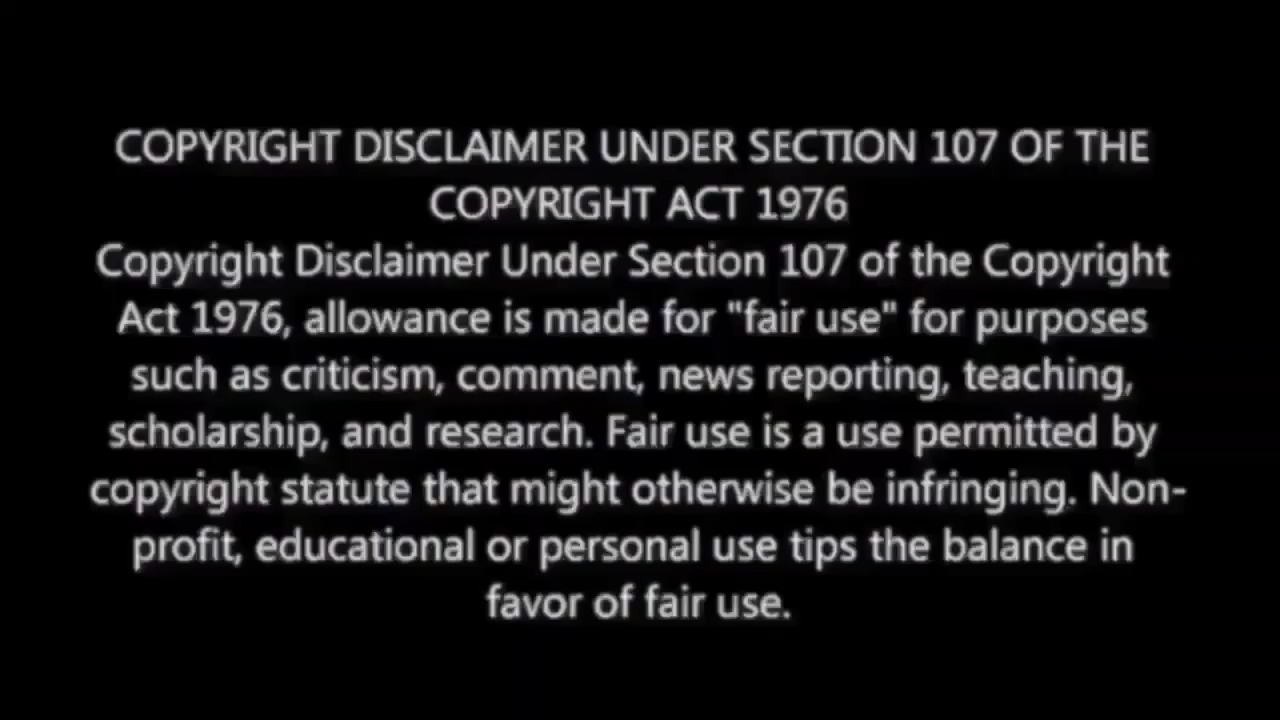 COPYRIGHT DISCLAIMER UNDER SECTION 107 OF THE
COPYRIGHT ACT 1976
Copyright Disclaimer Under Section 107 of the Copyright
Act 1976, allowance is made for "fair use" for purposes
such as criticism, comment, news reporting, teaching,
scholarship, and research. Fair use is a use permitted by
copyright statute that might otherwise be infringing. Non-
profit, educational or personal use tips the balance in
favor of fair use.